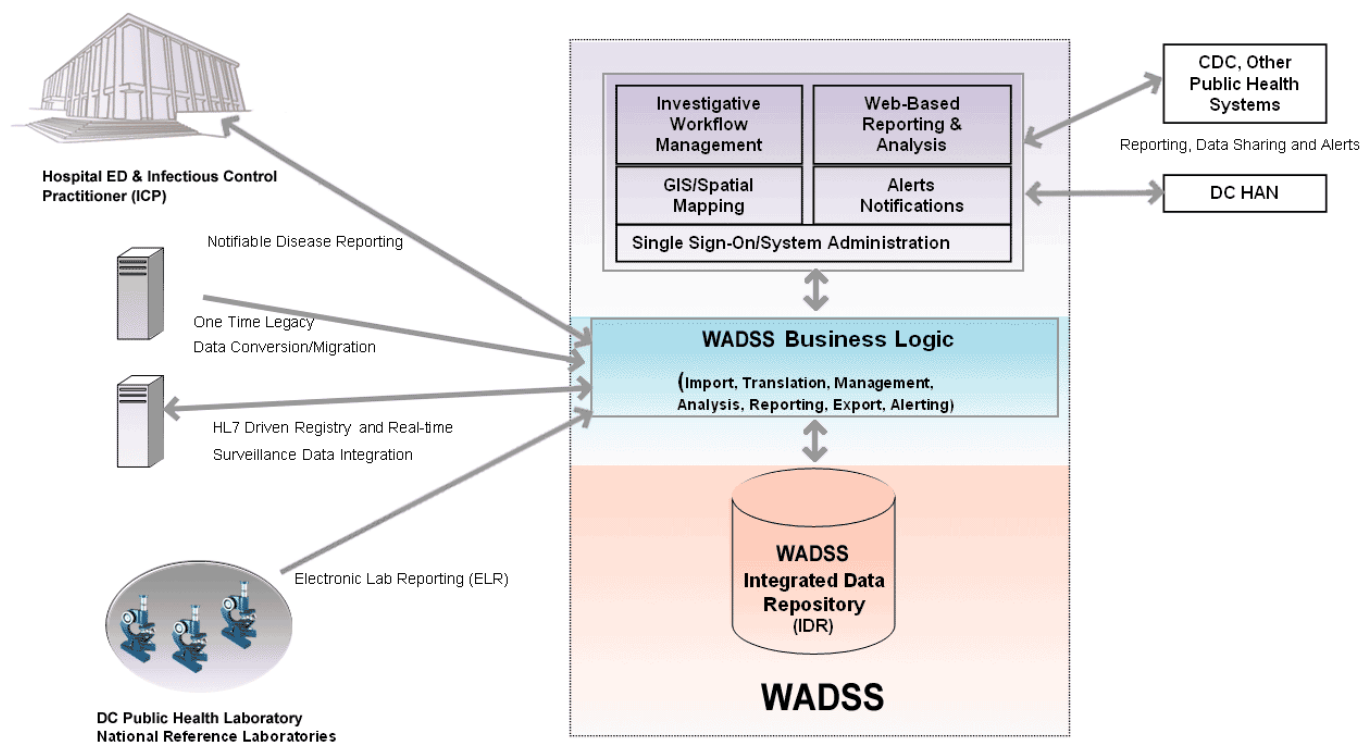 Hospital ED & Infectious Control
Practitioner (ICP)
Notifiable Disease Reporting
One Time Legacy
Data Conversion/Migration
HL7 Driven Registry and Real-time
Surveillance Data Integration
Electronic Lab Reporting (ELR)
DC Public Health Laboratory
National Reference Laboratories
Investigative
Workflow
Management
Web-Based
Reporting &
Analysis
GIS/Spatial
Mapping
Alerts
Notifications
Single Sign-On/System Administration
WADSS Business Logic
(Import, Translation, Management,
Analysis, Reporting, Export, Alerting)
WADSS
Integrated Data
Repository
(IDR)
WADSS
CDC, Other
Public Health
Systems
Reporting, Data Sharing and Alerts
DC HAN